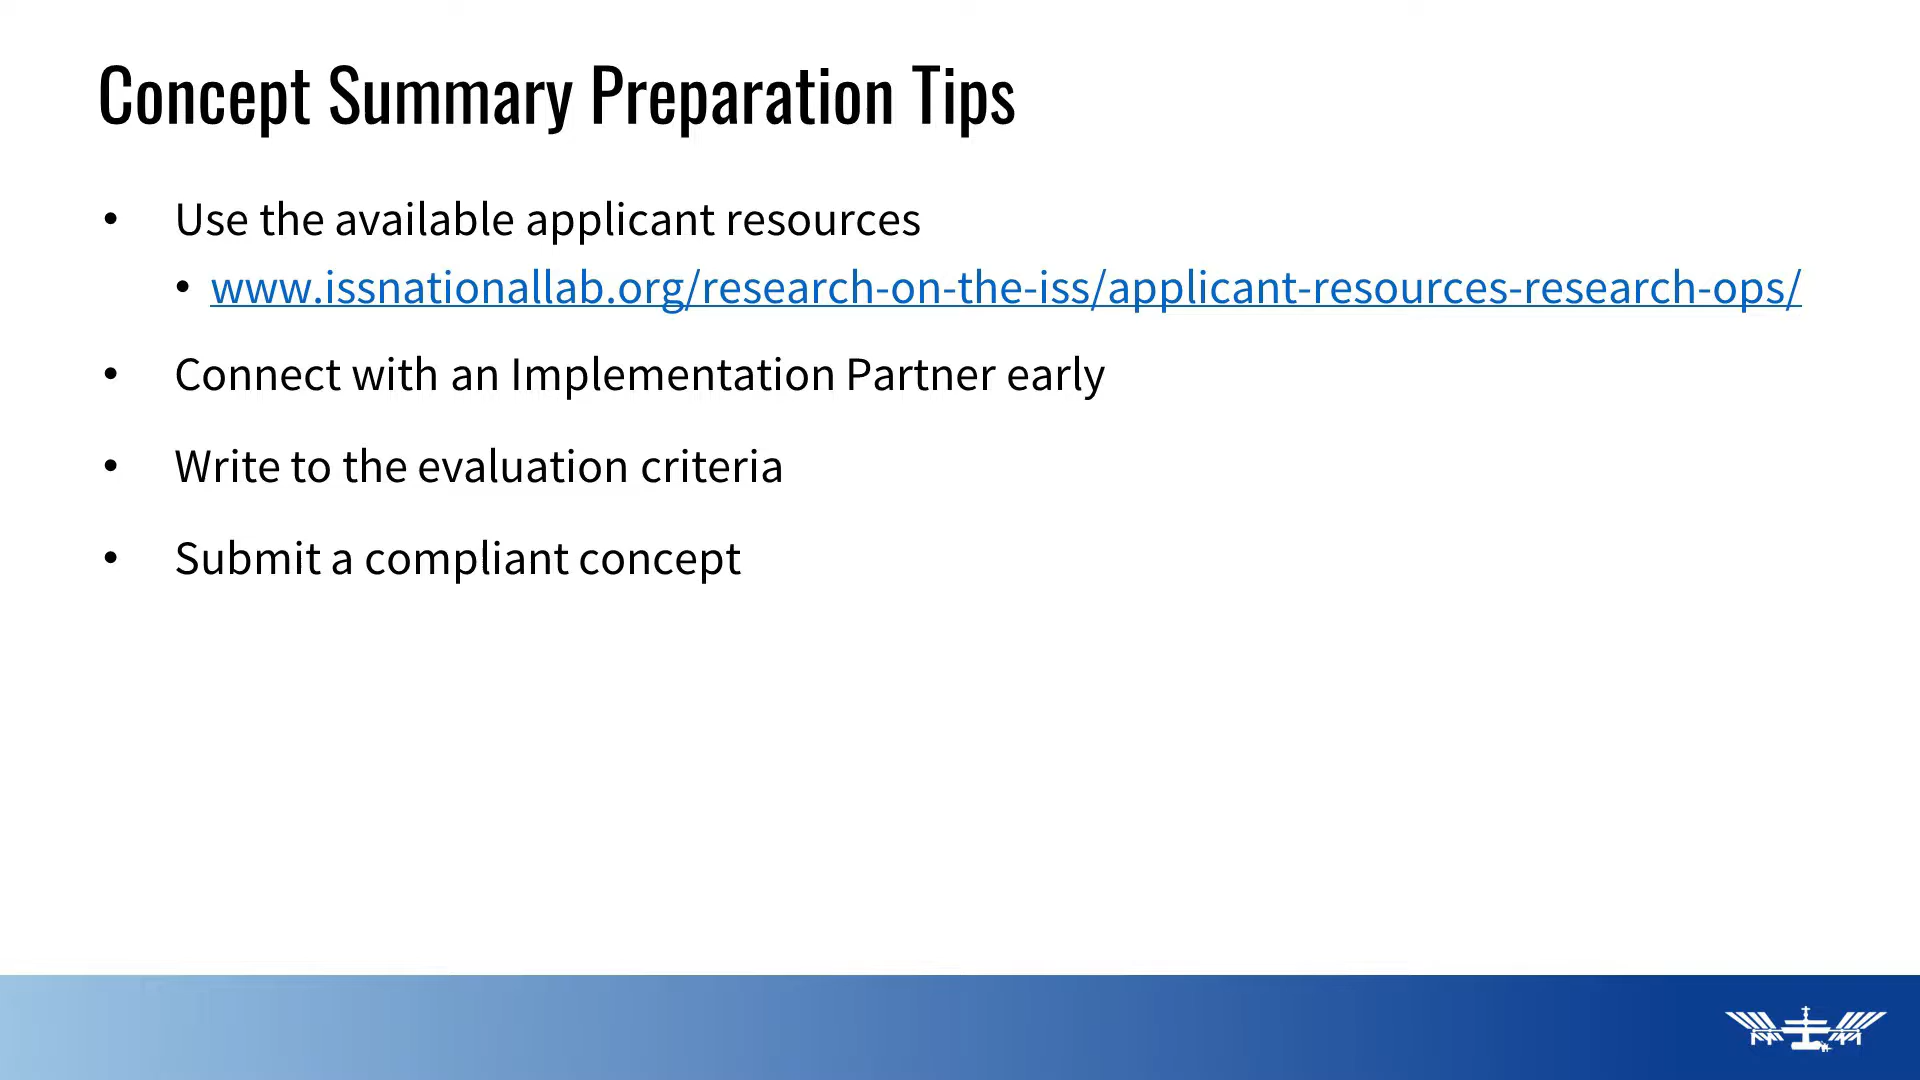 Concept Summary Preparation Tips
• Use the available applicant resources
• www.issnationallab.org/research-on-the-iss/applicant-resources-research-ops/
• Connect with an Implementation Partner early
• Write to the evaluation criteria
• Submit a compliant concept